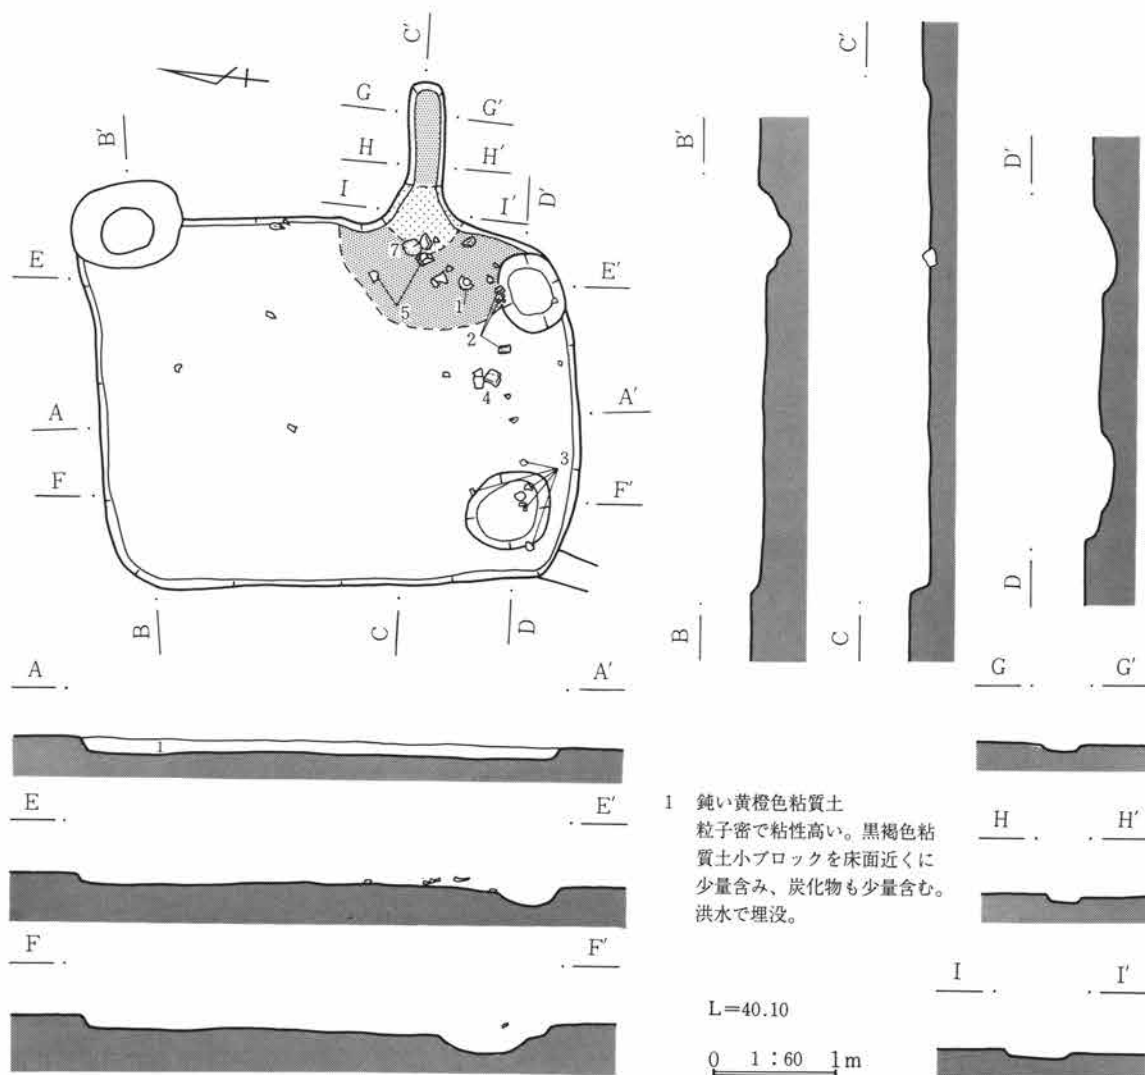 C'
G G'
B'
H H'
D'
I I'
7
E E'
5 1
2
4
A A'
3
F F'
B C D
B'
B
C'
C
D'
D
A A'
1
E E'
F F'
G G'
H H'
I I'
1 鈍い黄橙色粘質土
粒子密で粘性高い。黒褐色粘
質土小ブロックを床面近くに
少量含み、炭化物も少量含む。
洪水で埋没。
L=40.10
0 1:60 1m